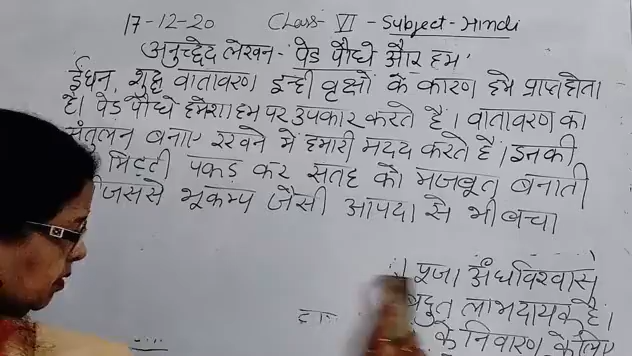 17-12-20 Class- VI - Subject-Hindi
अनुच्छेद लेखन- 'पेड पौधे और हम'
ईंधन, शुद्ध वातावरण इन्ही वृक्षों के कारण हमे प्राप्त होता
है। पेड पौधे हमेशा हम पर उपकार करते हैं। वातावरण का
संतुलन बनाए रखने में हमारी मदद करते हैं। इनकी
मिट्टी पकड़ कर सतह को मजबूत बनाती
जिससे भूकम्प जैसी आपदा से भी बचा
पूजा अंधविश्वास
बहुत लाभदायक है।
के निवारण के लिए